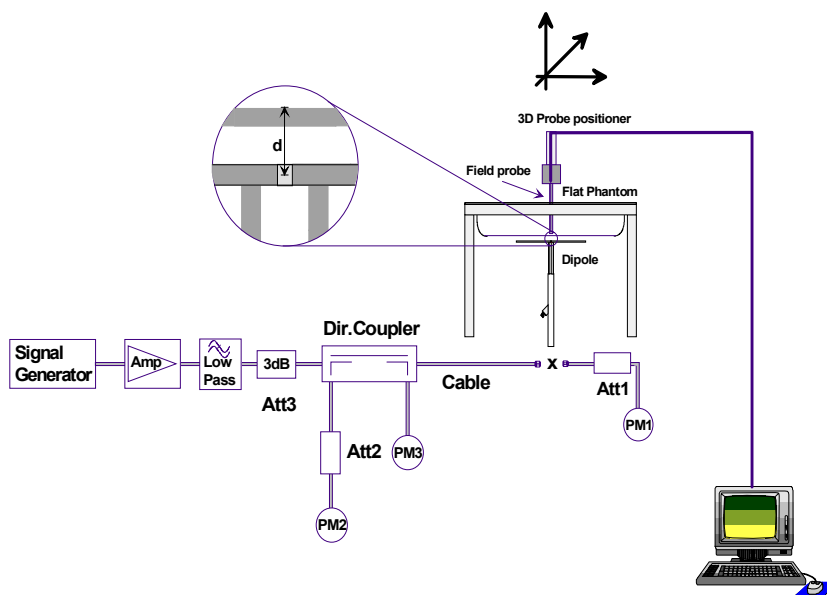 3D Probe positioner
d
Field probe
Flat Phantom
Dipole
Dir.Coupler
Signal
Generator
Amp
Low
Pass
3dB
Att3
Cable
x
Att1
PM1
Att2
PM3
PM2